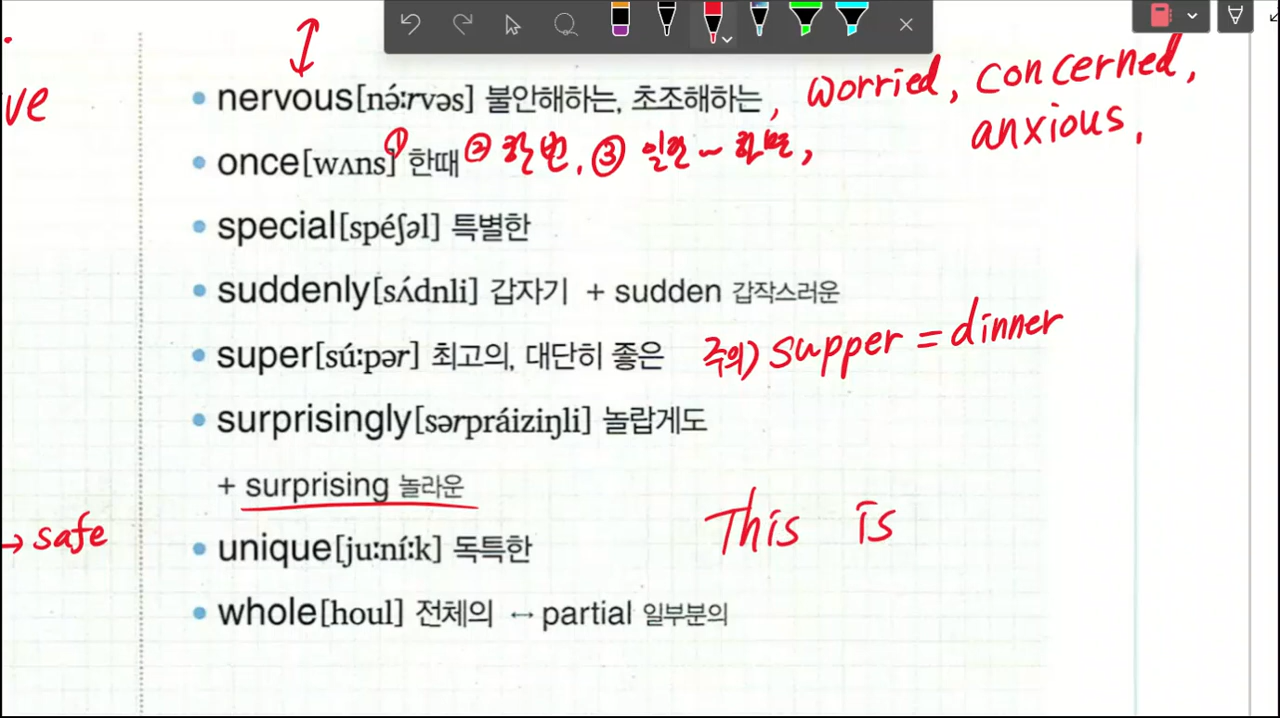 nervous[nə́ːrvəs] 불안해하는, 초조해하는, worried, concerned,
anxious.
ve
once[wʌns] ① 한때 ② 한 번, ③ 일단 ~ 하면,
special[spéʃəl] 특별한
suddenly[sʌ́dnli] 갑자기 + sudden 갑작스러운
super[súːpər] 최고의, 대단히 좋은 주의) supper = dinner
surprisingly[sərpráiziŋli] 놀랍게도
+ surprising 놀라운
This is
→ safe
unique[juːníːk] 독특한
whole[houl] 전체의 ↔ partial 일부분의